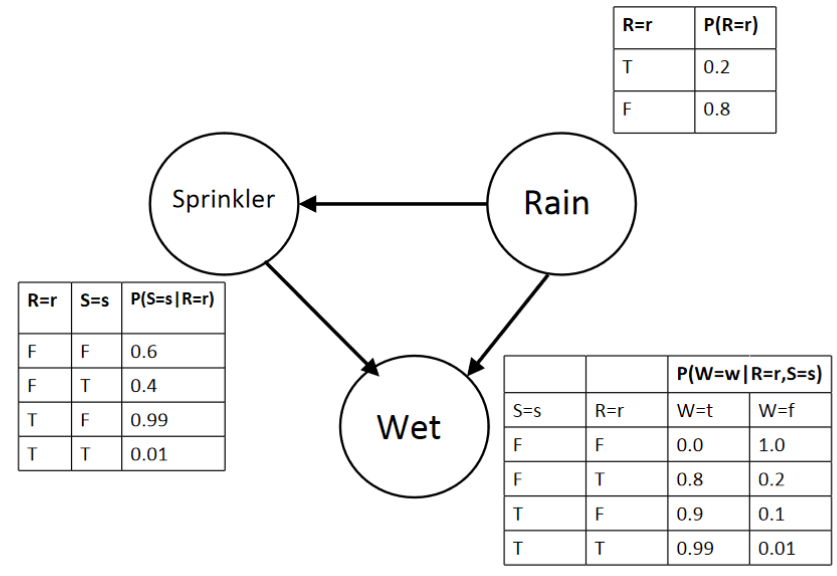 R=r P(R=r)
T 0.2
F 0.8
Sprinkler
Rain
R=r S=s P(S=s|R=r)
F F 0.6
F T 0.4
T F 0.99
T T 0.01
Wet
P(W=w|R=r,S=s)
S=s R=r W=t W=f
F F 0.0 1.0
F T 0.8 0.2
T F 0.9 0.1
T T 0.99 0.01